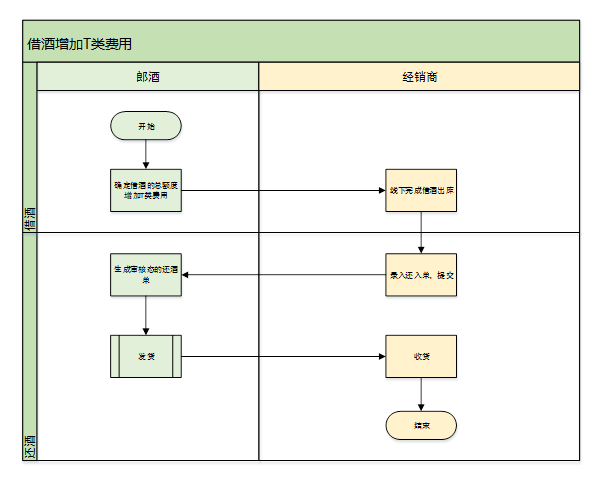 借酒增加T类费用
郎酒
经销商
借酒
开始
确定借酒的总额度
增加T类费用
线下完成借酒出库
还酒
生成审核态的还酒
单
录入还入单，提交
发货
收货
结束